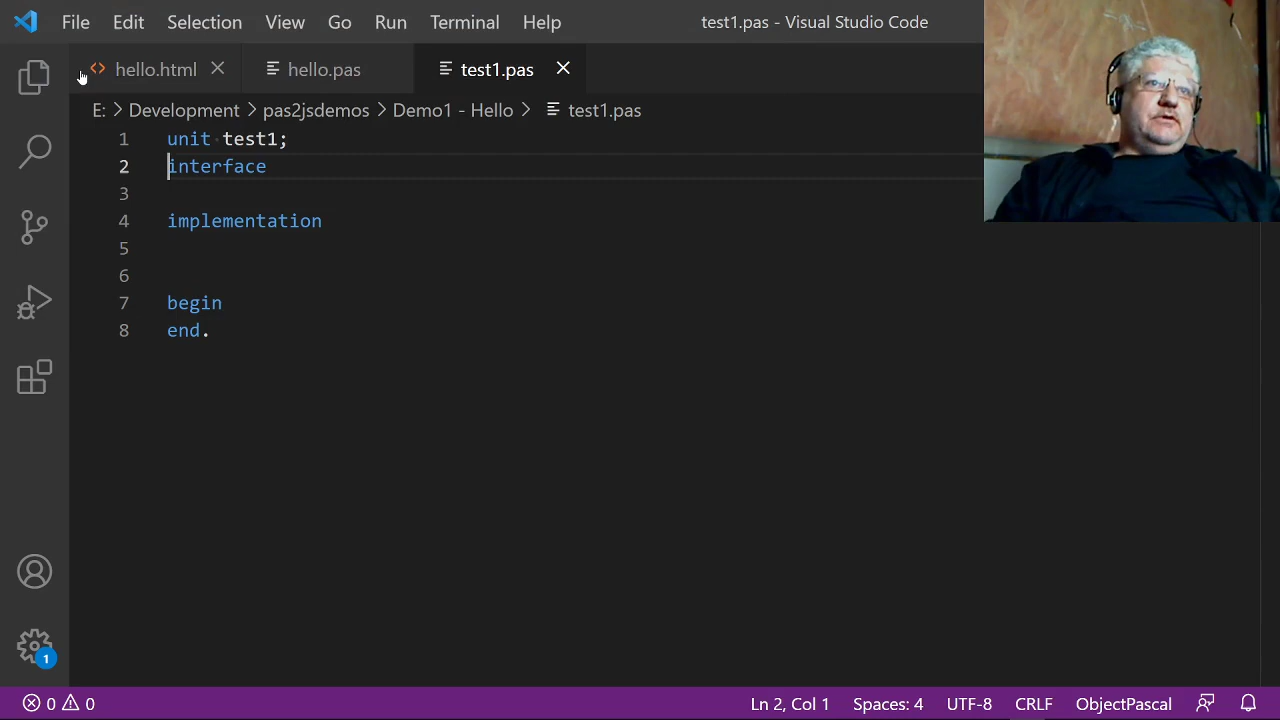 File Edit Selection View Go Run Terminal Help test1.pas - Visual Studio Code
hello.html hello.pas test1.pas
E: > Development > pas2jsdemos > Demo1 - Hello > test1.pas
1 unit test1;
2 interface
3
4 implementation
5
6
7 begin
8 end.
1
0 0 Ln 2, Col 1 Spaces: 4 UTF-8 CRLF ObjectPascal